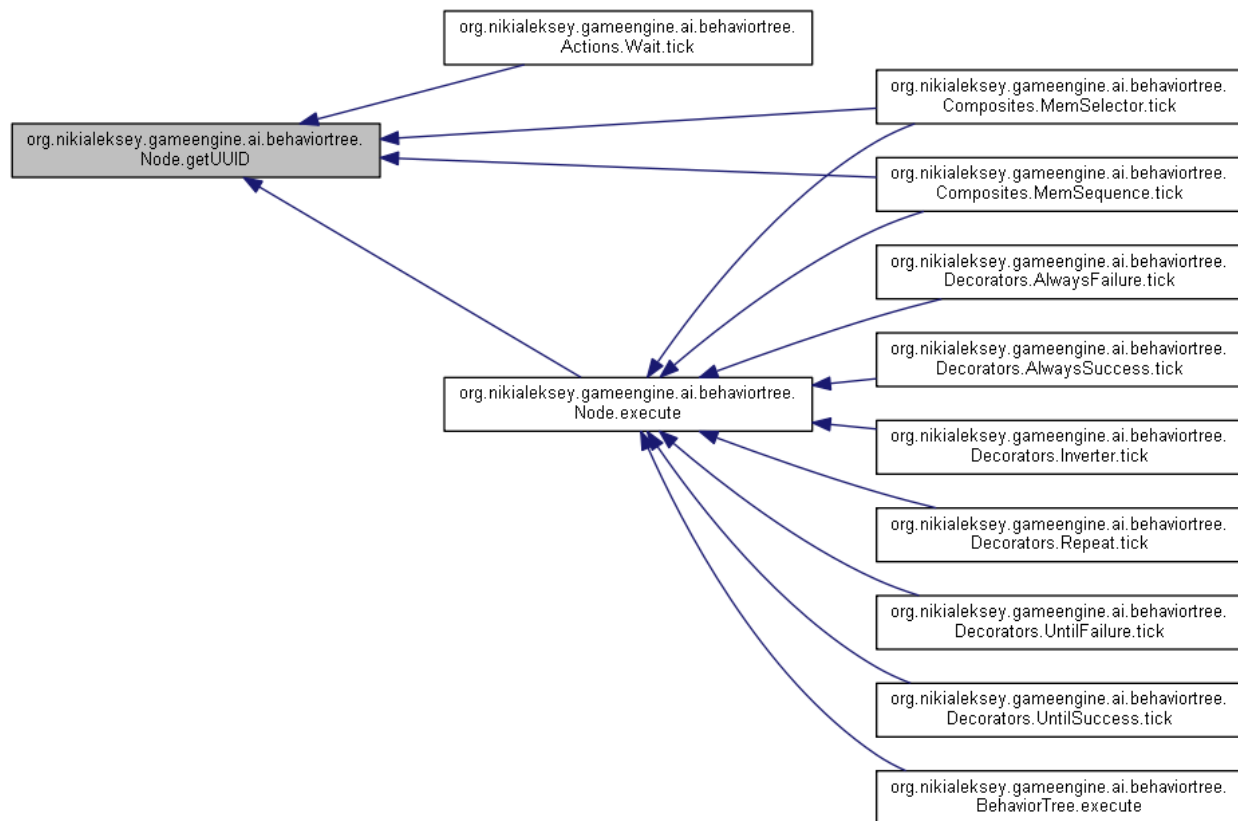 org.nikialeksey.gameengine.ai.behaviortree.
Actions.Wait.tick
org.nikialeksey.gameengine.ai.behaviortree.
Composites.MemSelector.tick
org.nikialeksey.gameengine.ai.behaviortree.
Node.getUUID
org.nikialeksey.gameengine.ai.behaviortree.
Composites.MemSequence.tick
org.nikialeksey.gameengine.ai.behaviortree.
Decorators.AlwaysFailure.tick
org.nikialeksey.gameengine.ai.behaviortree.
Decorators.AlwaysSuccess.tick
org.nikialeksey.gameengine.ai.behaviortree.
Node.execute
org.nikialeksey.gameengine.ai.behaviortree.
Decorators.Inverter.tick
org.nikialeksey.gameengine.ai.behaviortree.
Decorators.Repeat.tick
org.nikialeksey.gameengine.ai.behaviortree.
Decorators.UntilFailure.tick
org.nikialeksey.gameengine.ai.behaviortree.
Decorators.UntilSuccess.tick
org.nikialeksey.gameengine.ai.behaviortree.
BehaviorTree.execute